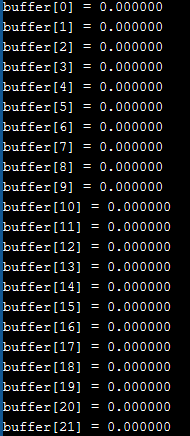 buffer[0] = 0.000000
buffer[1] = 0.000000
buffer[2] = 0.000000
buffer[3] = 0.000000
buffer[4] = 0.000000
buffer[5] = 0.000000
buffer[6] = 0.000000
buffer[7] = 0.000000
buffer[8] = 0.000000
buffer[9] = 0.000000
buffer[10] = 0.000000
buffer[11] = 0.000000
buffer[12] = 0.000000
buffer[13] = 0.000000
buffer[14] = 0.000000
buffer[15] = 0.000000
buffer[16] = 0.000000
buffer[17] = 0.000000
buffer[18] = 0.000000
buffer[19] = 0.000000
buffer[20] = 0.000000
buffer[21] = 0.000000